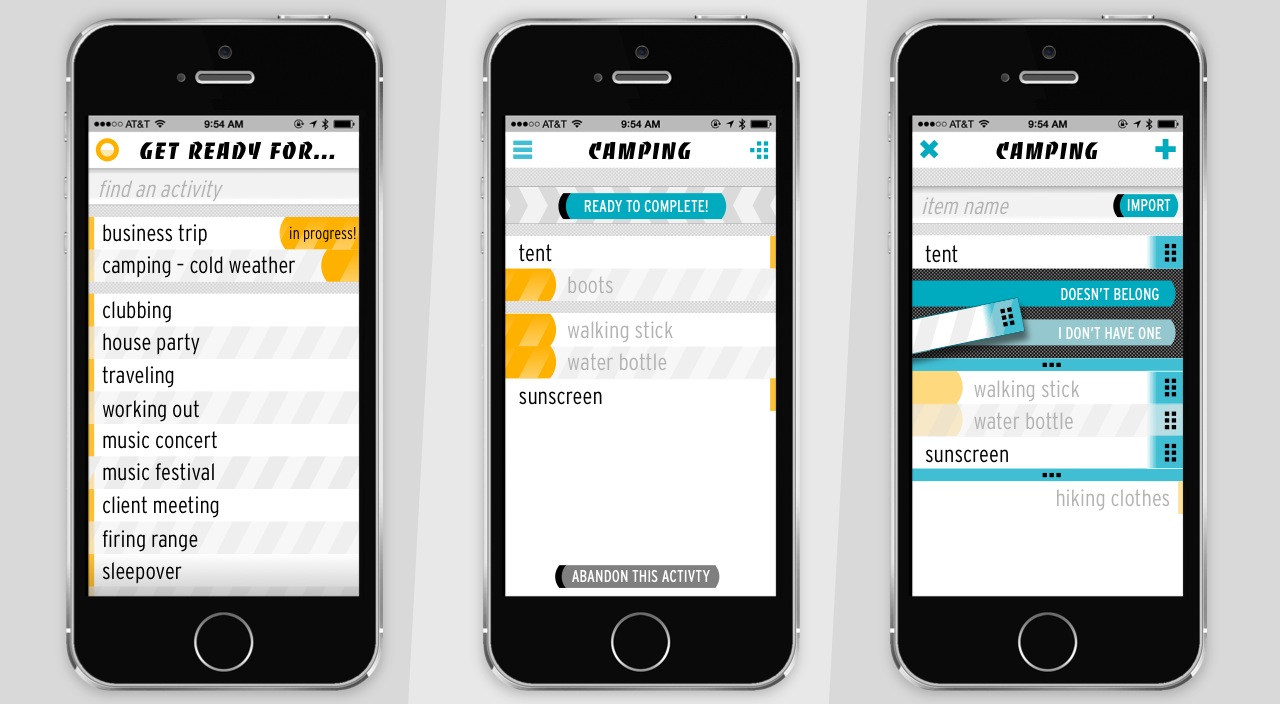 ●●●○○ AT&T 9:54 AM
GET READY FOR...
find an activity
business trip in progress!
camping - cold weather
clubbing
house party
traveling
working out
music concert
music festival
client meeting
firing range
sleepover
●●●○○ AT&T 9:54 AM
CAMPING
READY TO COMPLETE!
tent
boots
walking stick
water bottle
sunscreen
ABANDON THIS ACTIVTY
●●●○○ AT&T 9:54 AM
CAMPING
item name IMPORT
tent
DOESN'T BELONG
I DON'T HAVE ONE
walking stick
water bottle
sunscreen
hiking clothes